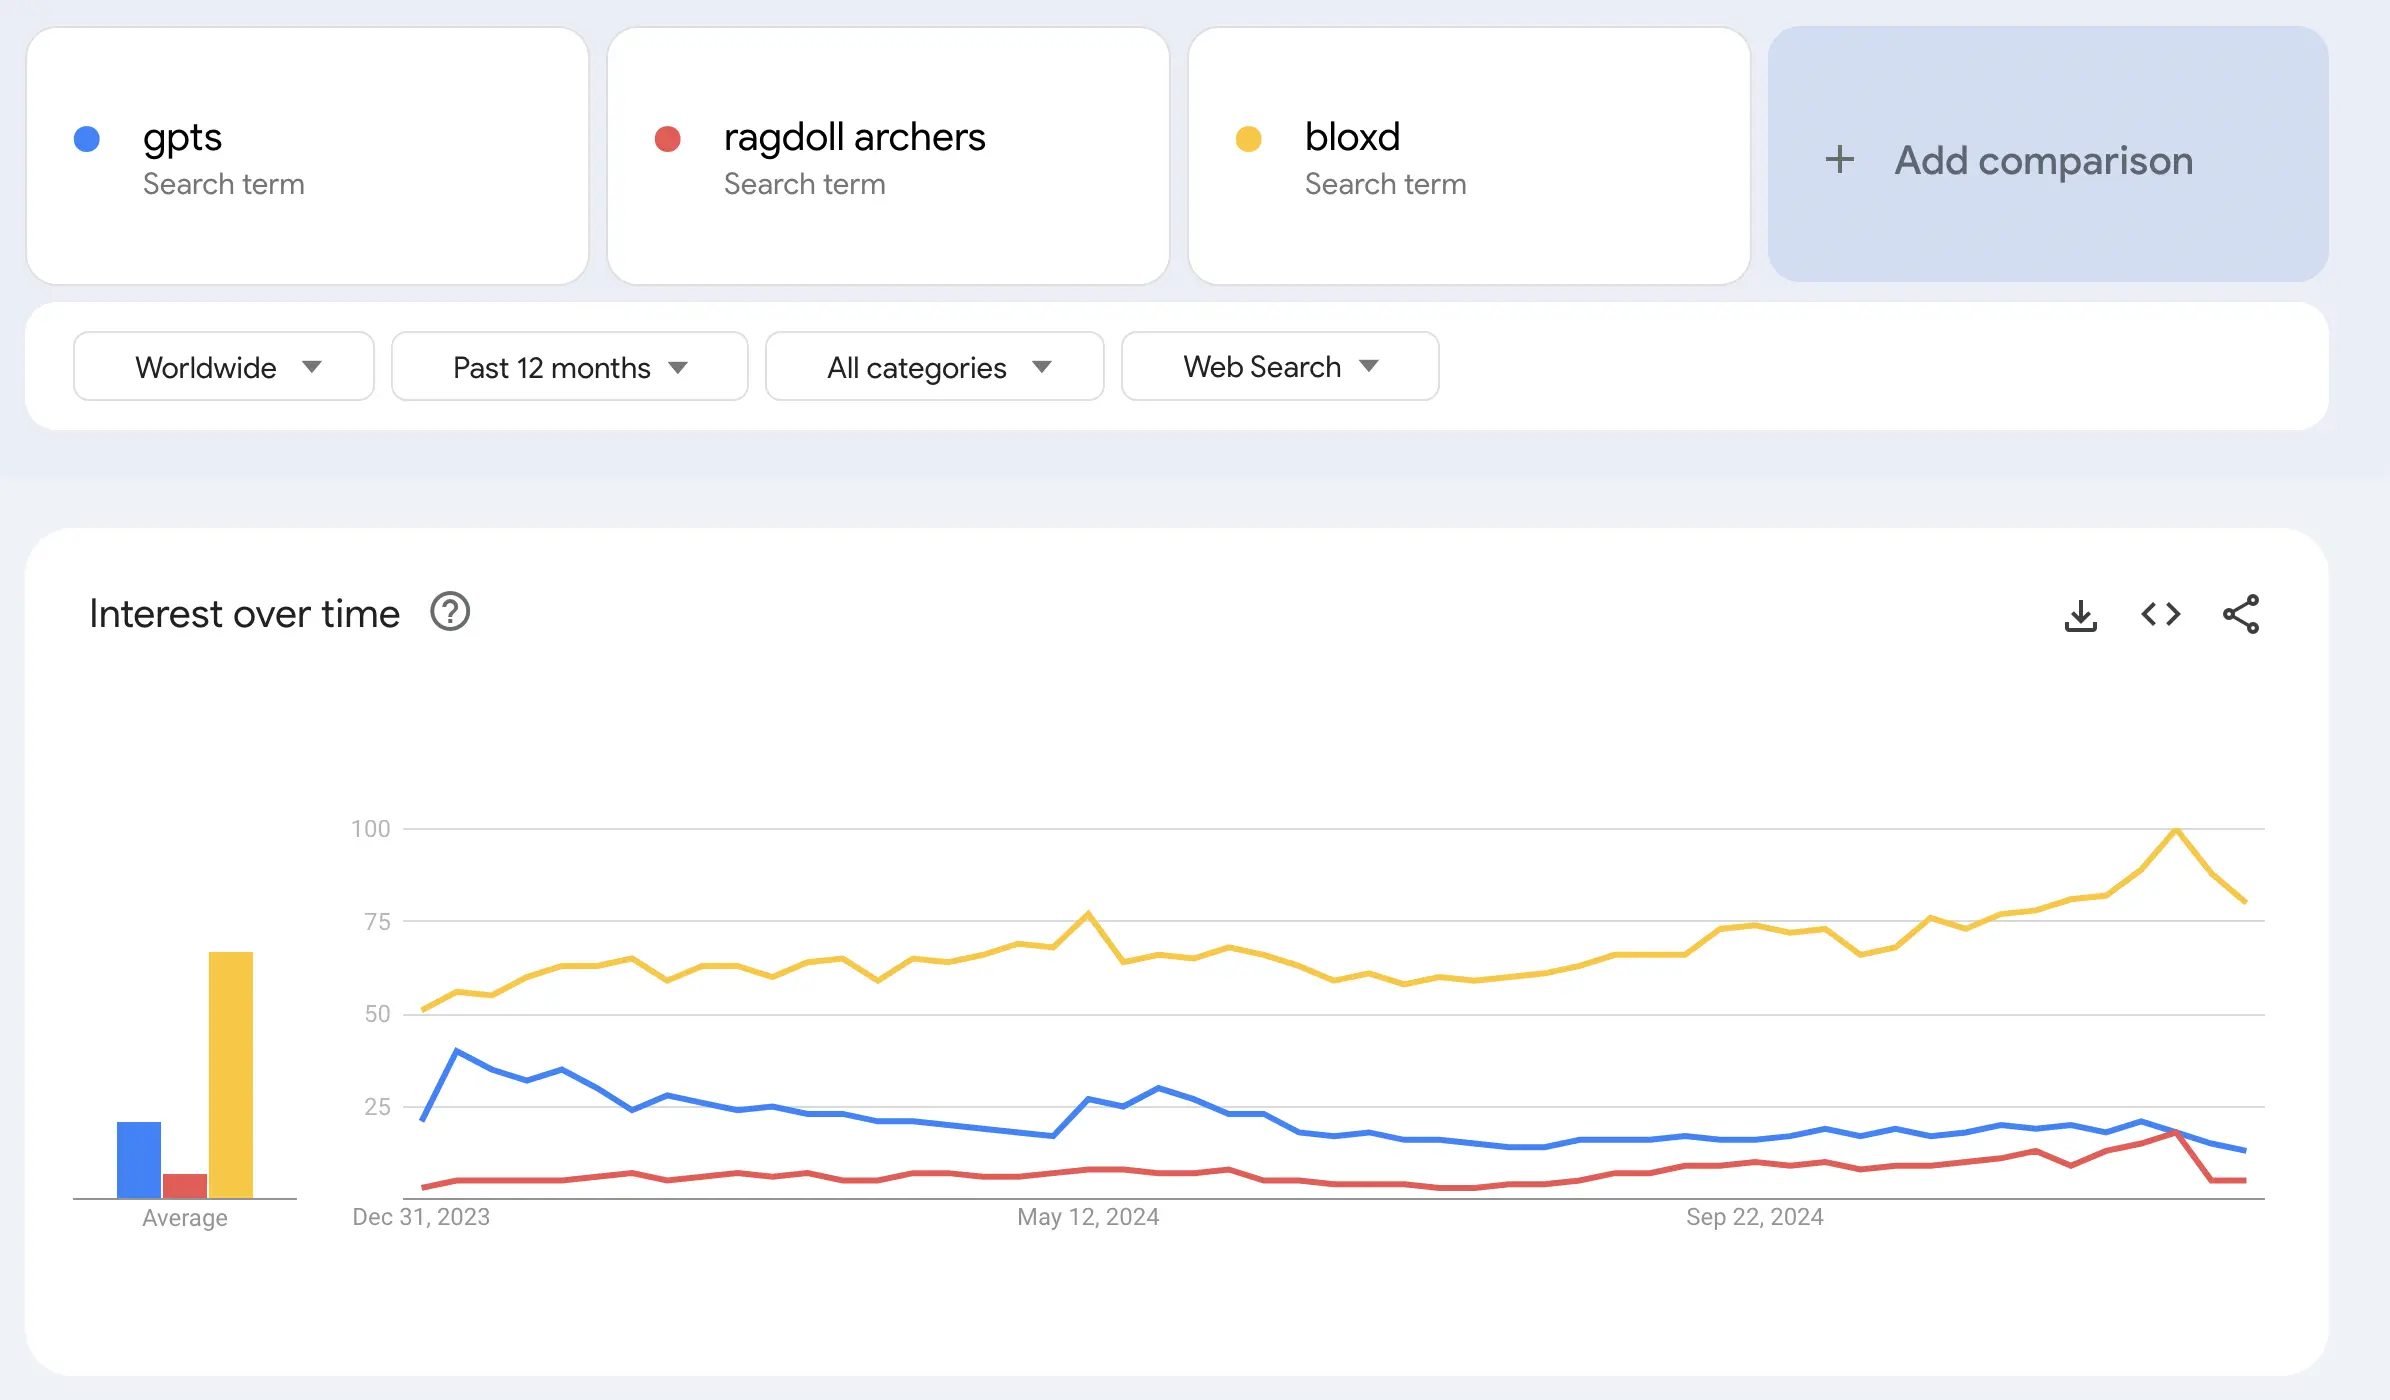 gpts
Search term
ragdoll archers
Search term
bloxd
Search term
+ Add comparison
Worldwide
Past 12 months
All categories
Web Search
Interest over time
100
75
50
25
Average
Dec 31, 2023
May 12, 2024
Sep 22, 2024